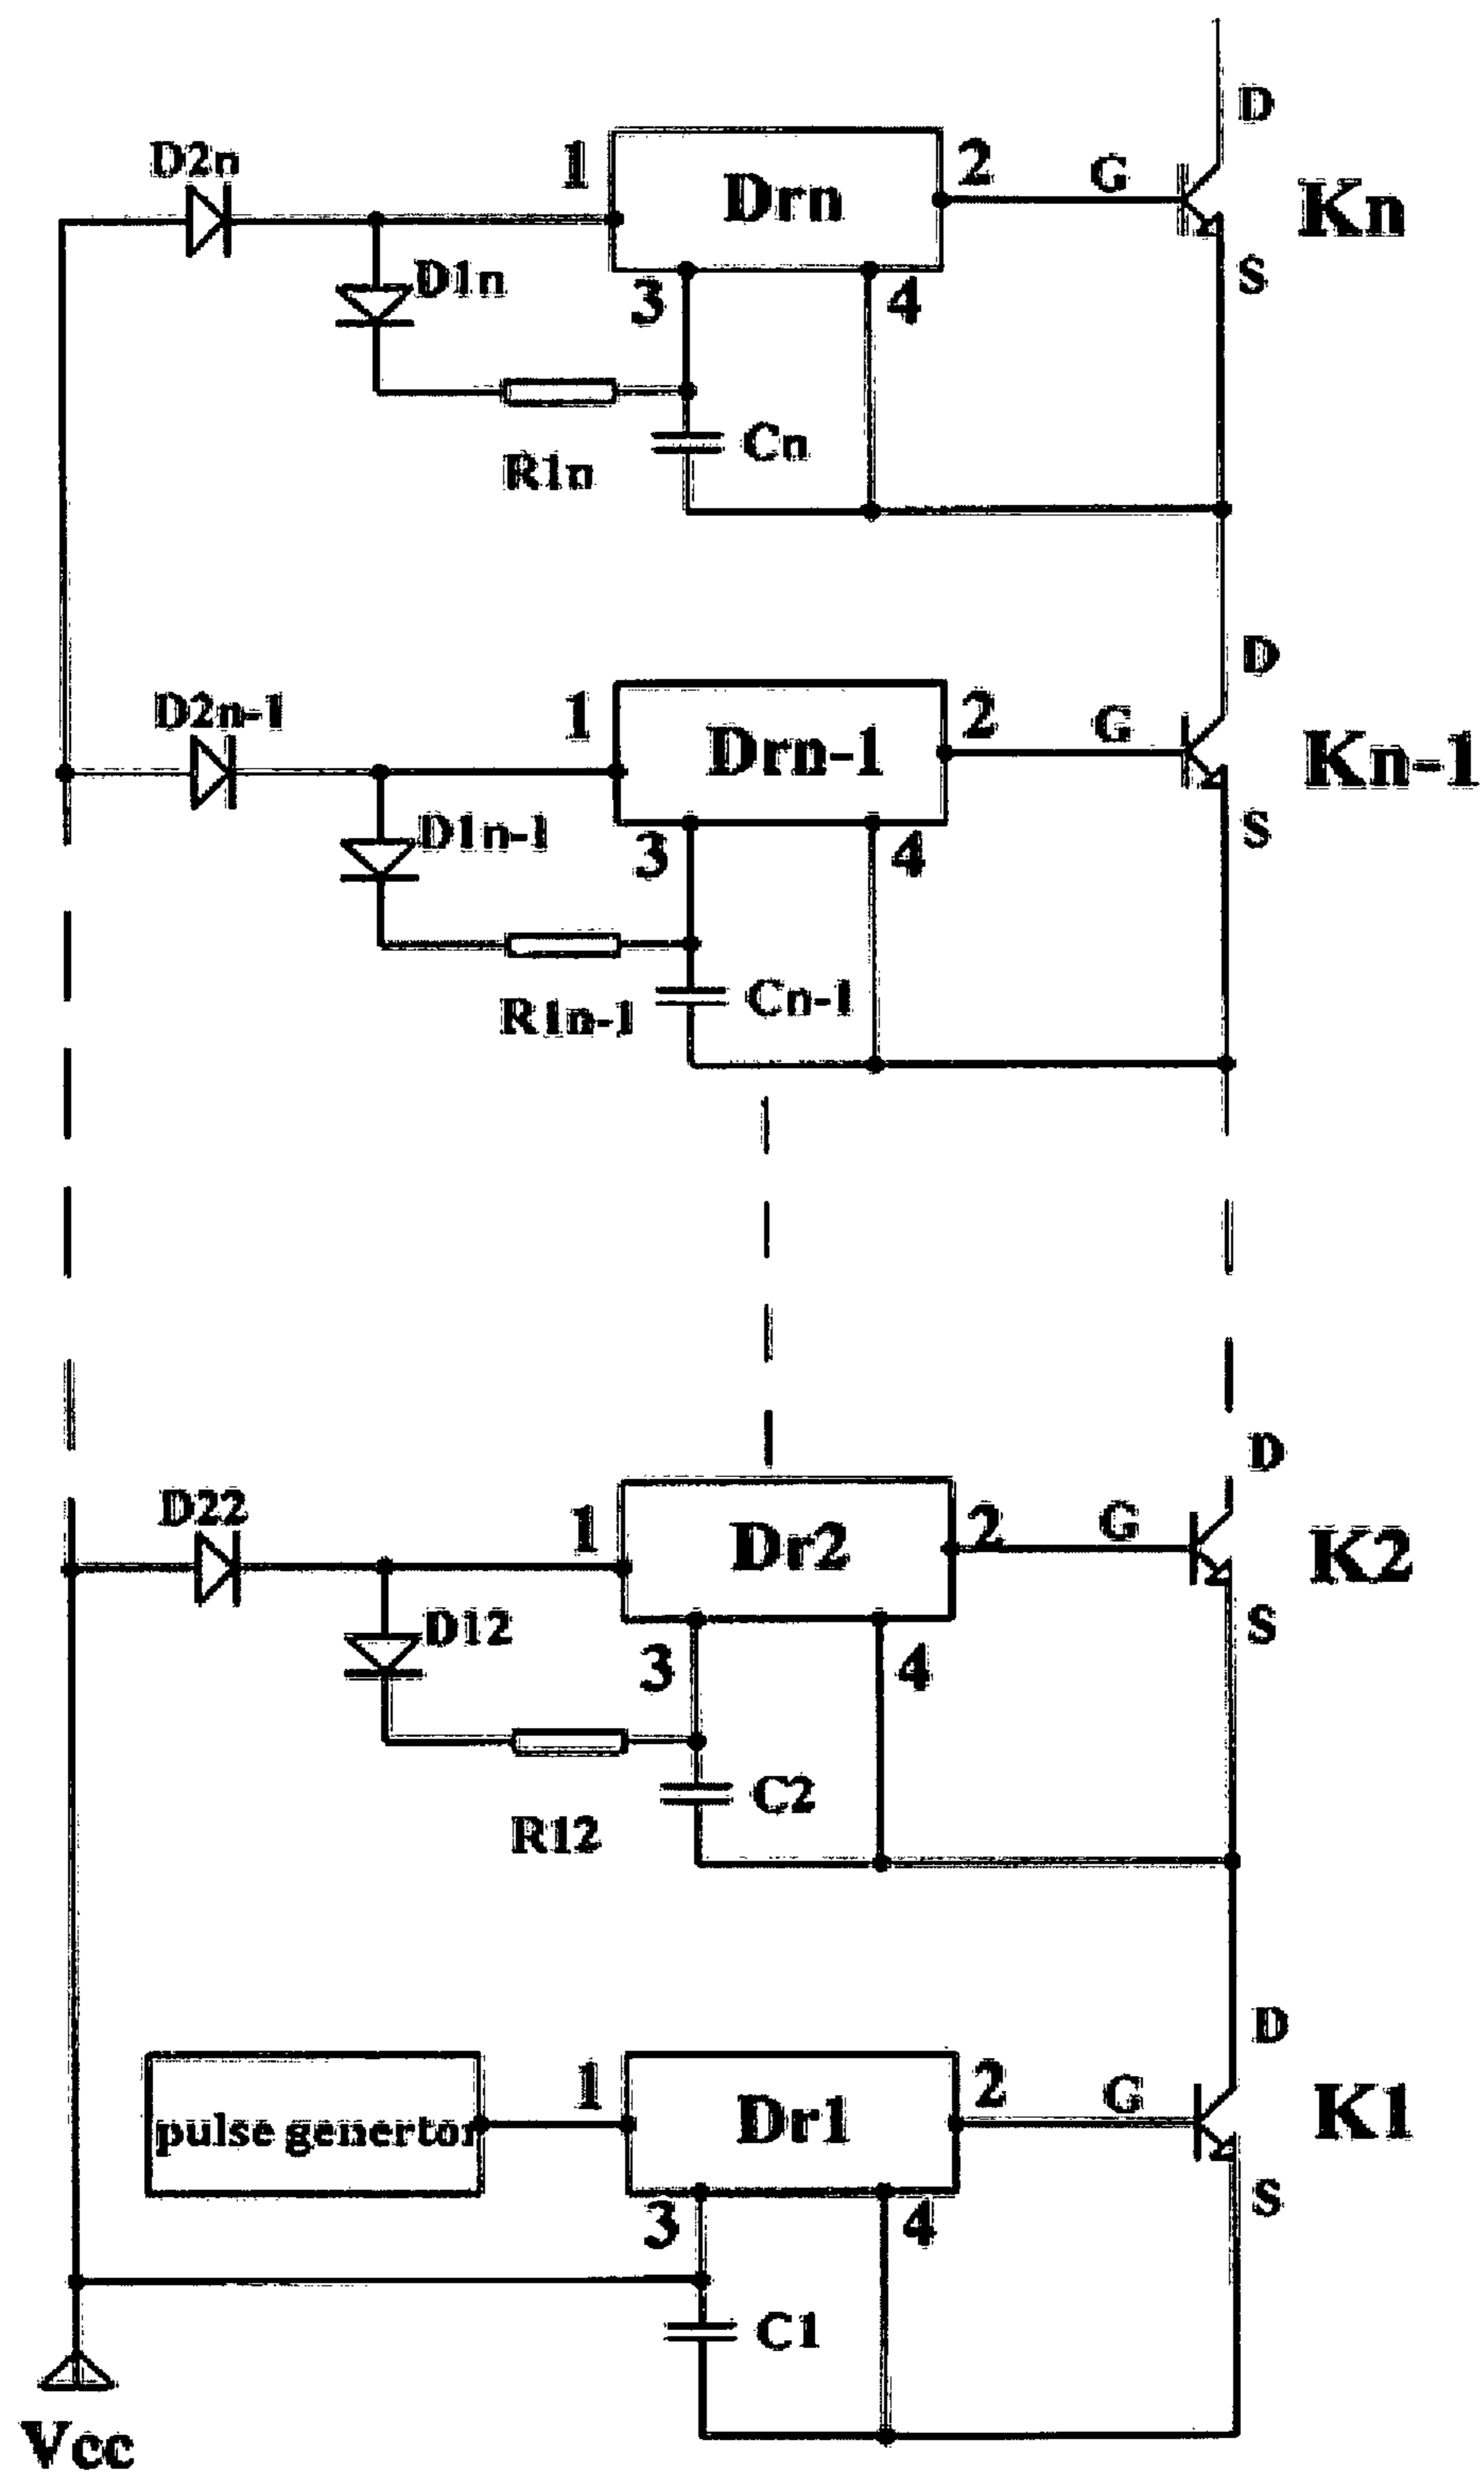 D
D2n 1 Drn 2 G Kn
D1n 3 4 S
R1n Cn
D
D2n-1 1 Drn-1 2 G Kn-1
D1n-1 3 4 S
R1n-1 Cn-1
D
D22 1 Dr2 2 G K2
D12 3 4 S
R12 C2
D
pulse genertor 1 Dr1 2 G K1
3 4 S
C1
Vcc